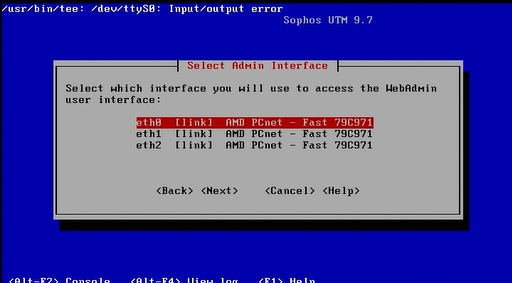 /usr/bin/tee: /dev/ttyS0: Input/output error
Sophos UTM 9.7
Select Admin Interface
Select which interface you will use to access the WebAdmin
user interface:
eth0 [link] AMD PCnet - Fast 79C971
eth1 [link] AMD PCnet - Fast 79C971
eth2 [link] AMD PCnet - Fast 79C971
<Back> <Next> <Cancel> <Help>
<Alt-F2> Console <Alt-F4> View log <F1> Help